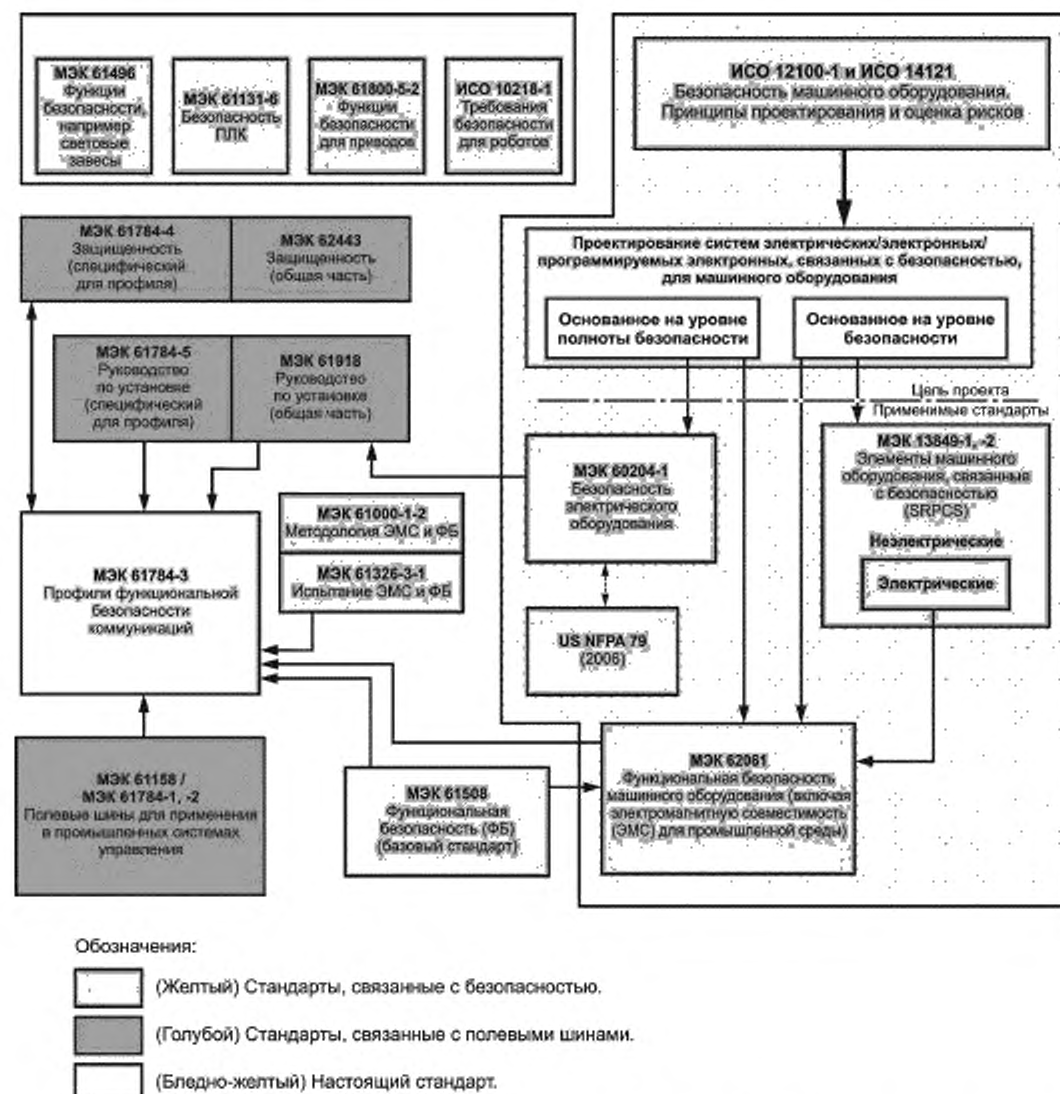 МЭК 61496
Функции
безопасности,
например
световые
завесы
МЭК 61131-6
Безопасность
ПЛК
МЭК 61800-5-2
Функции
безопасности
для приводов
ИСО 10218-1
Требования
безопасности
для роботов
ИСО 12100-1 и ИСО 14121
Безопасность машинного оборудования.
Принципы проектирования и оценка рисков
МЭК 61784-4
Защищенность
(специфический
для профиля)
МЭК 62443
Защищенность
(общая часть)
Проектирование систем электрических/электронных/
программируемых электронных, связанных с безопасностью,
для машинного оборудования
Основанное на уровне
полноты безопасности
Основанное на уровне
безопасности
МЭК 61784-5
Руководство
по установке
(специфический
для профиля)
МЭК 61918
Руководство
по установке
(общая часть)
Цель проекта
Применимые стандарты
МЭК 60204-1
Безопасность
электрического
оборудования
МЭК 13849-1, -2
Элементы машинного
оборудования, связанные
с безопасностью
(SRPCS)
Неэлектрические
Электрические
МЭК 61000-1-2
Методология ЭМС и ФБ
МЭК 61326-3-1
Испытание ЭМС и ФБ
МЭК 61784-3
Профили функциональной
безопасности
коммуникаций
US NFPA 79
(2006)
МЭК 61158 /
МЭК 61784-1, -2
Полевые шины для применения
в промышленных системах
управления
МЭК 61508
Функциональная
безопасность (ФБ)
(базовый стандарт)
МЭК 62061
Функциональная безопасность
машинного оборудования (включая
электромагнитную совместимость
(ЭМС) для промышленной среды)
Обозначения:
(Желтый) Стандарты, связанные с безопасностью.
(Голубой) Стандарты, связанные с полевыми шинами.
(Бледно-желтый) Настоящий стандарт.